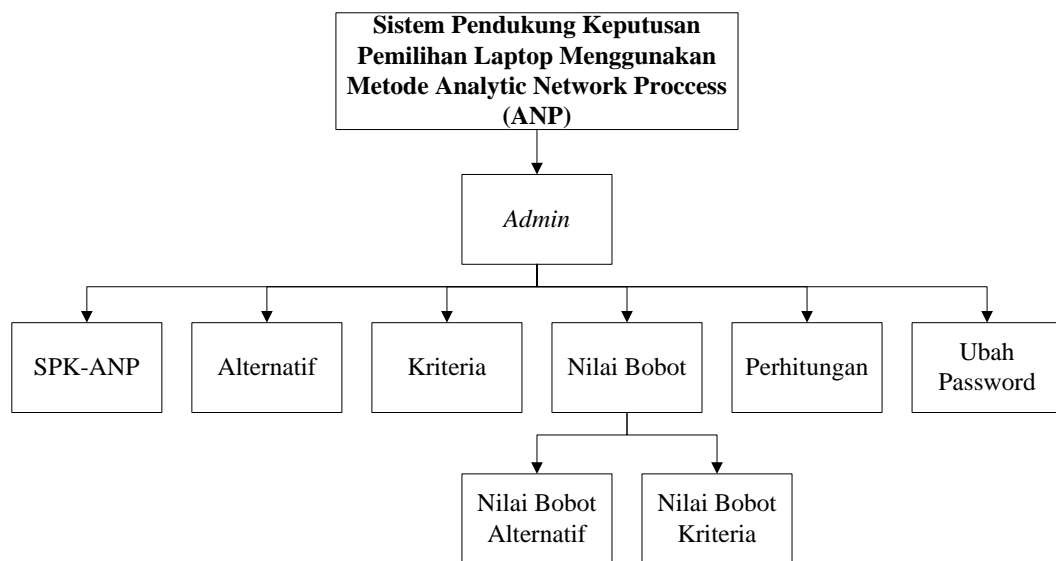 Sistem Pendukung Keputusan
Pemilihan Laptop Menggunakan
Metode Analytic Network Proccess
(ANP)
Admin
SPK-ANP
Alternatif
Kriteria
Nilai Bobot
Perhitungan
Ubah
Password
Nilai Bobot
Alternatif
Nilai Bobot
Kriteria